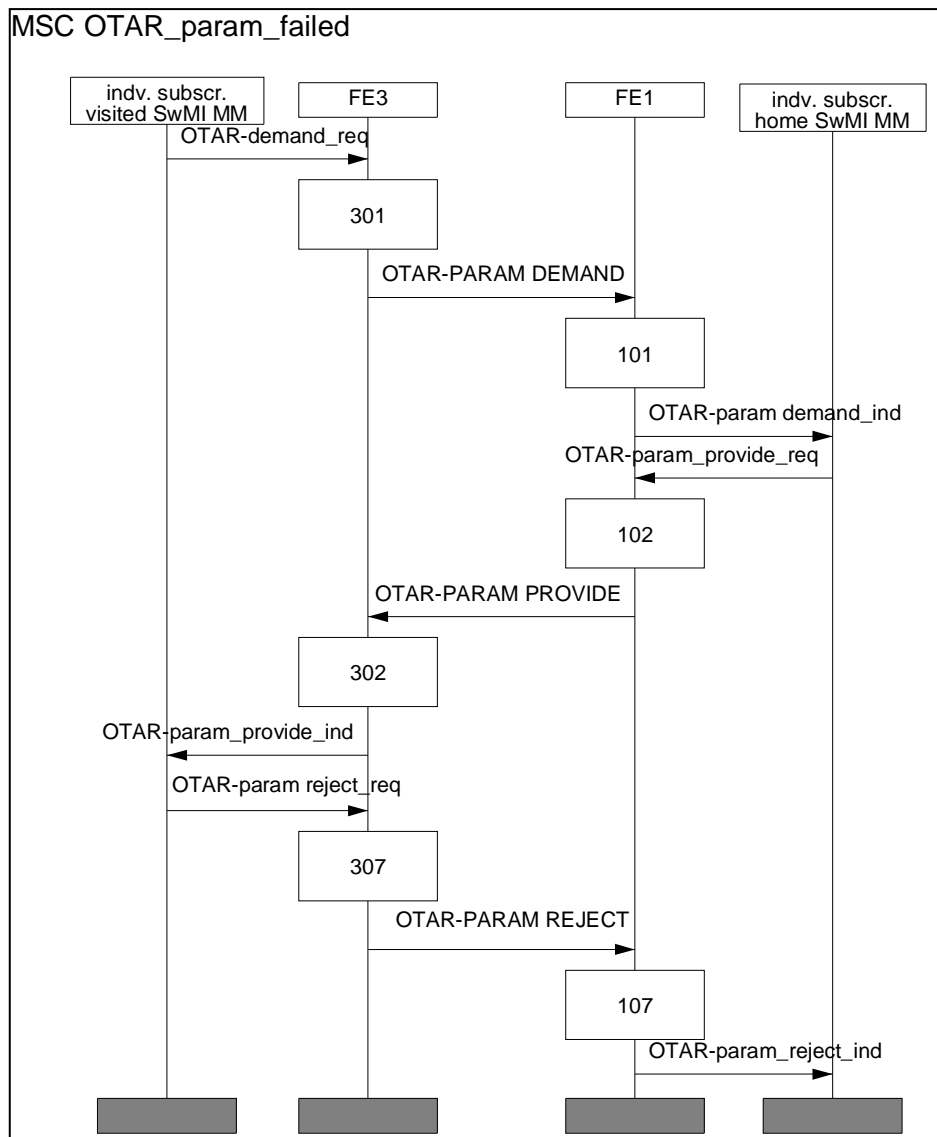 MSC OTAR_param_failed
indv. subscr.
visited SwMI MM
FE3
FE1
indv. subscr.
home SwMI MM
OTAR-demand_req
301
OTAR-PARAM DEMAND
101
OTAR-param demand_ind
OTAR-param_provide_req
102
OTAR-PARAM PROVIDE
302
OTAR-param_provide_ind
OTAR-param reject_req
307
OTAR-PARAM REJECT
107
OTAR-param_reject_ind